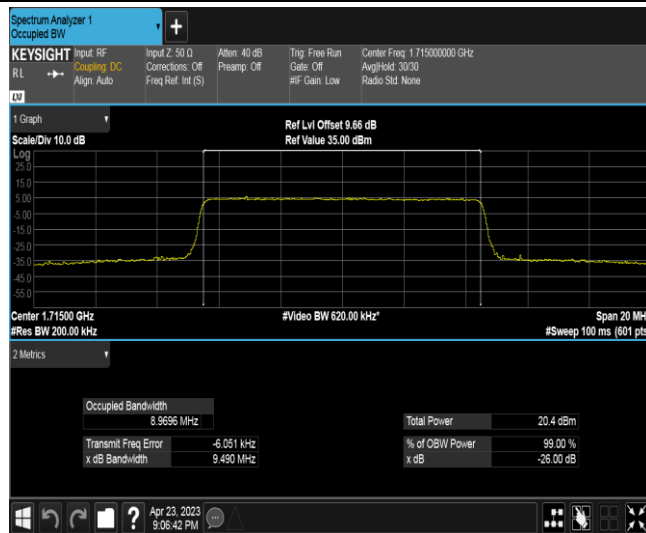 Spectrum Analyzer 1
Occupied BW
+
KEYSIGHT
RL
Input: RF
Coupling: DC
Align: Auto
Input Z: 50 Ω
Corrections: Off
Freq Ref: Int (S)
Atten: 40 dB
Preamp: Off
Trig: Free Run
Gate: Off
#IF Gain: Low
Center Freq: 1.715000000 GHz
Avg|Hold: 30/30
Radio Std: None
1 Graph
Scale/Div 10.0 dB
Ref Lvl Offset 9.66 dB
Ref Value 35.00 dBm
Log
25.0
15.0
5.00
-5.00
-15.0
-25.0
-35.0
-45.0
-55.0
Center 1.71500 GHz
#Video BW 620.00 kHz*
Span 20 MH
#Res BW 200.00 kHz
#Sweep 100 ms (601 pts
2 Metrics
Occupied Bandwidth
8.9696 MHz
Total Power 20.4 dBm
Transmit Freq Error -6.051 kHz
% of OBW Power 99.00 %
x dB Bandwidth 9.490 MHz
x dB -26.00 dB
?
Apr 23, 2023
9:06:42 PM